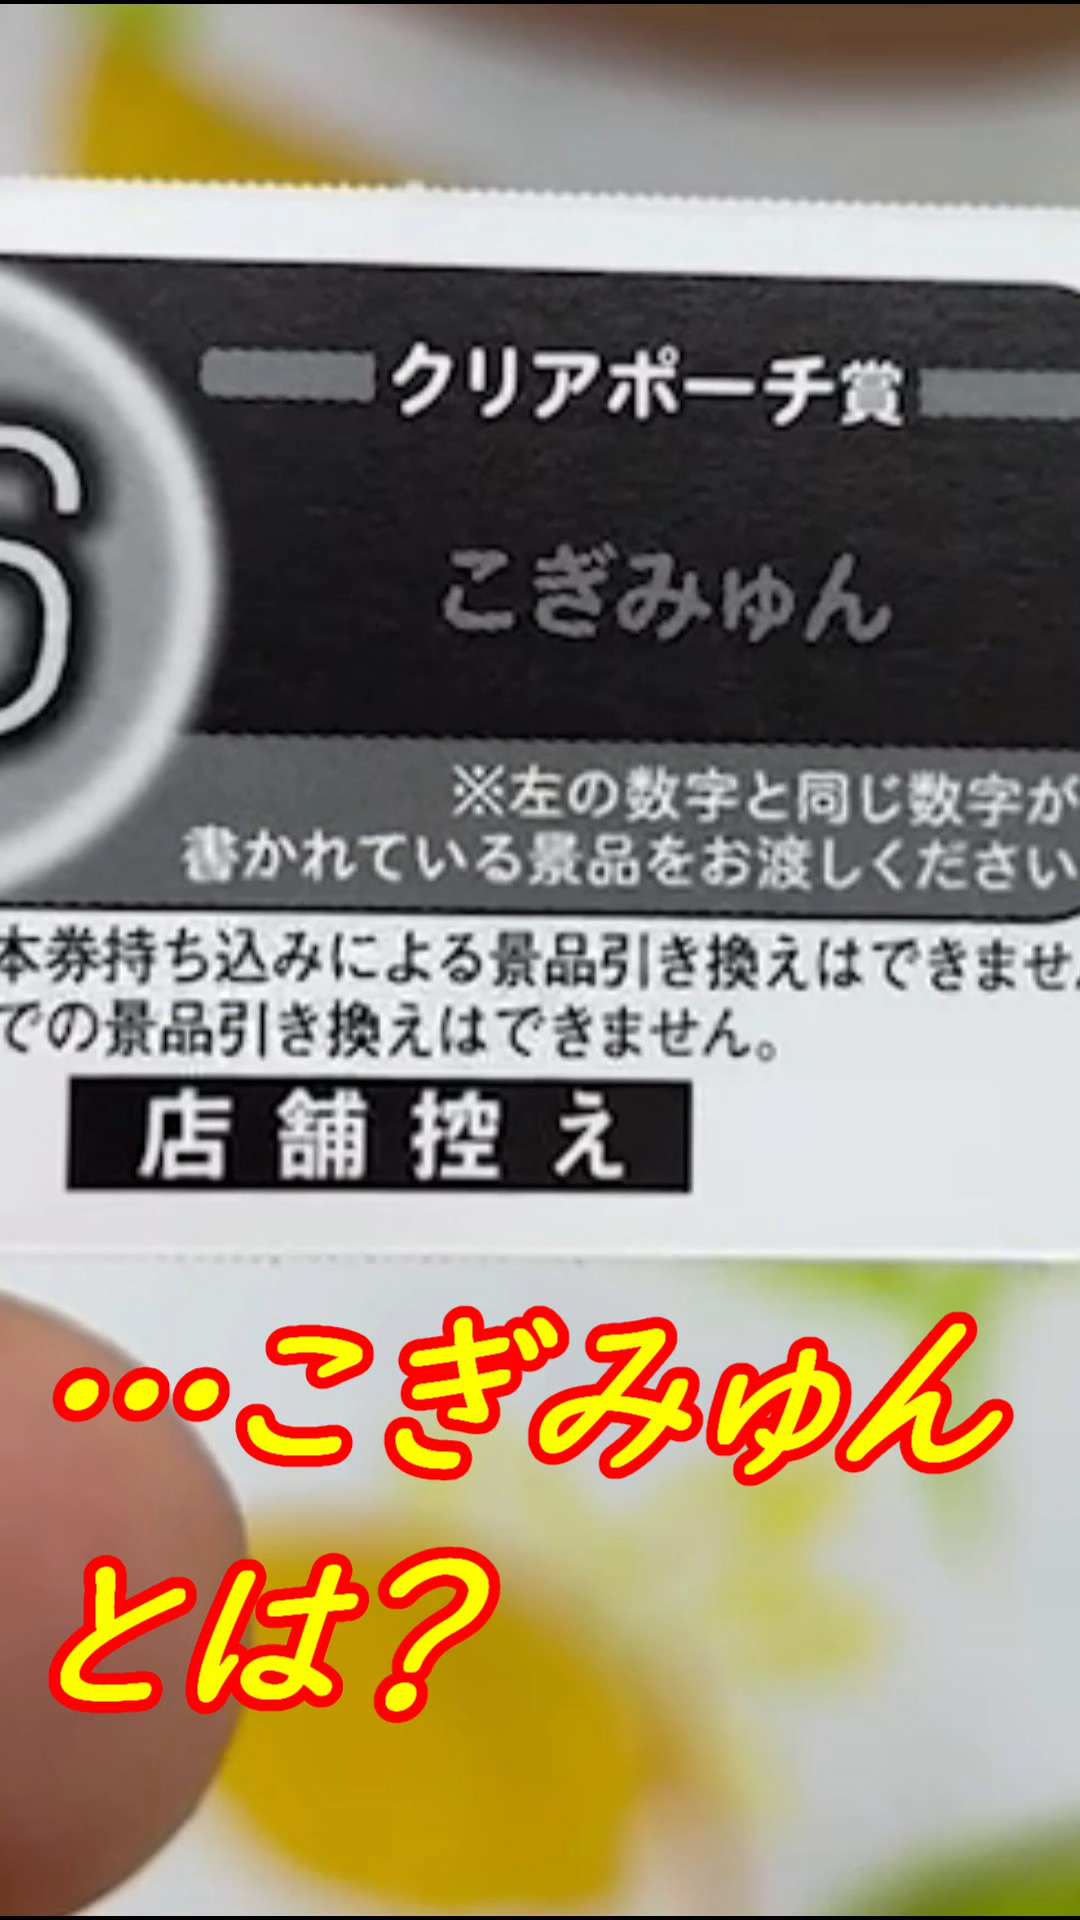 クリアポーチ賞
6
こぎみゅん
※左の数字と同じ数字が
書かれている景品をお渡しください
本券持ち込みによる景品引き換えはできませ
での景品引き換えはできません。
店舗控え
…こぎみゅん
とは?